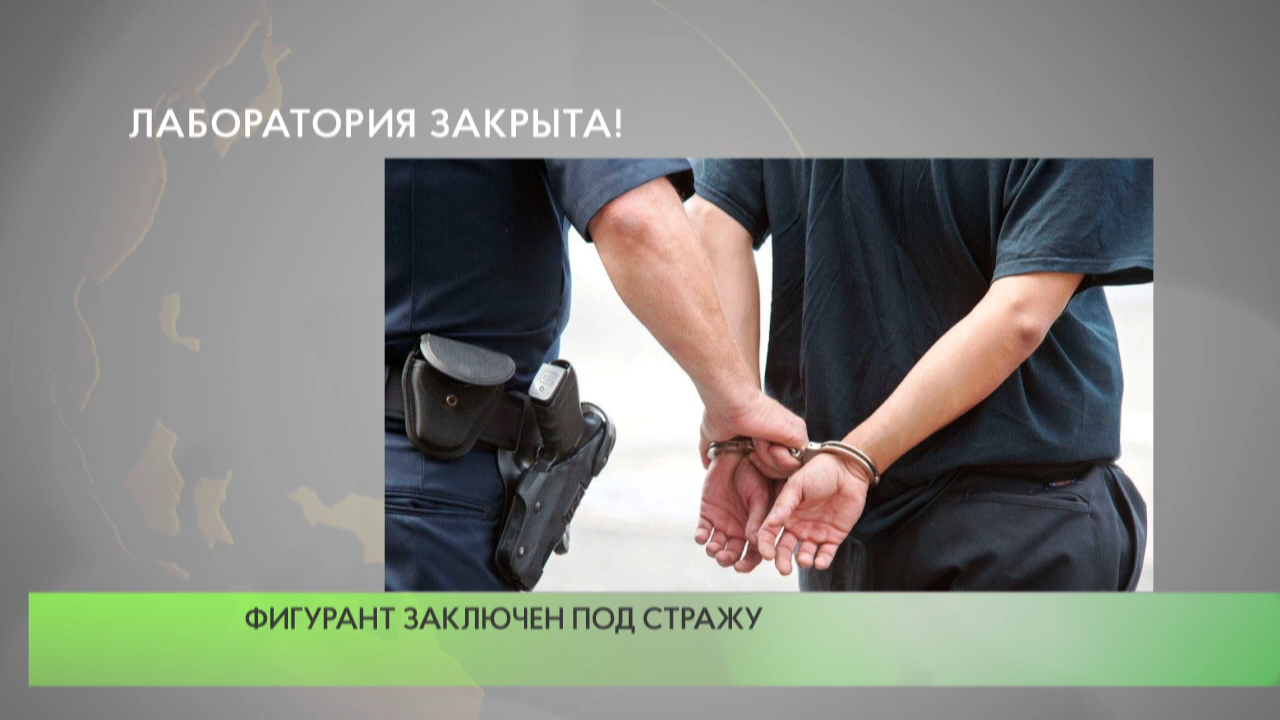 ЛАБОРАТОРИЯ ЗАКРЫТА!
ФИГУРАНТ ЗАКЛЮЧЕН ПОД СТРАЖУ